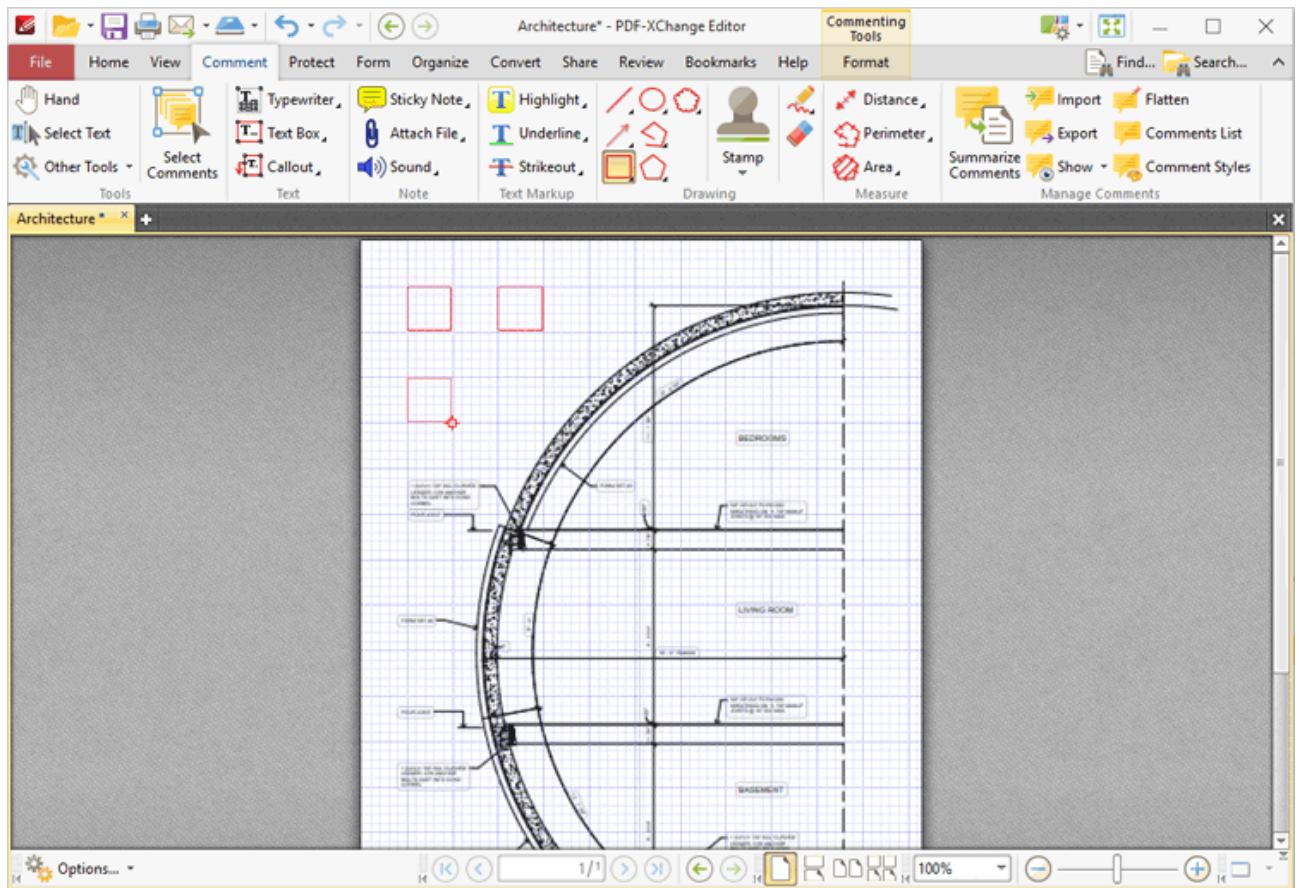 Architecture* - PDF-XChange Editor
Commenting
Tools
File Home View Comment Protect Form Organize Convert Share Review Bookmarks Help Format Find... Search...
Hand
Select Text
Other Tools
Tools
Select
Comments
Typewriter
Text Box
Callout
Text
Sticky Note
Attach File
Sound
Note
Highlight
Underline
Strikeout
Text Markup
Stamp
Drawing
Distance
Perimeter
Area
Measure
Summarize
Comments
Import
Export
Show
Flatten
Comments List
Comment Styles
Manage Comments
Architecture *
BEDROOMS
LIVING ROOM
BASEMENT
Options...
1/1
100%